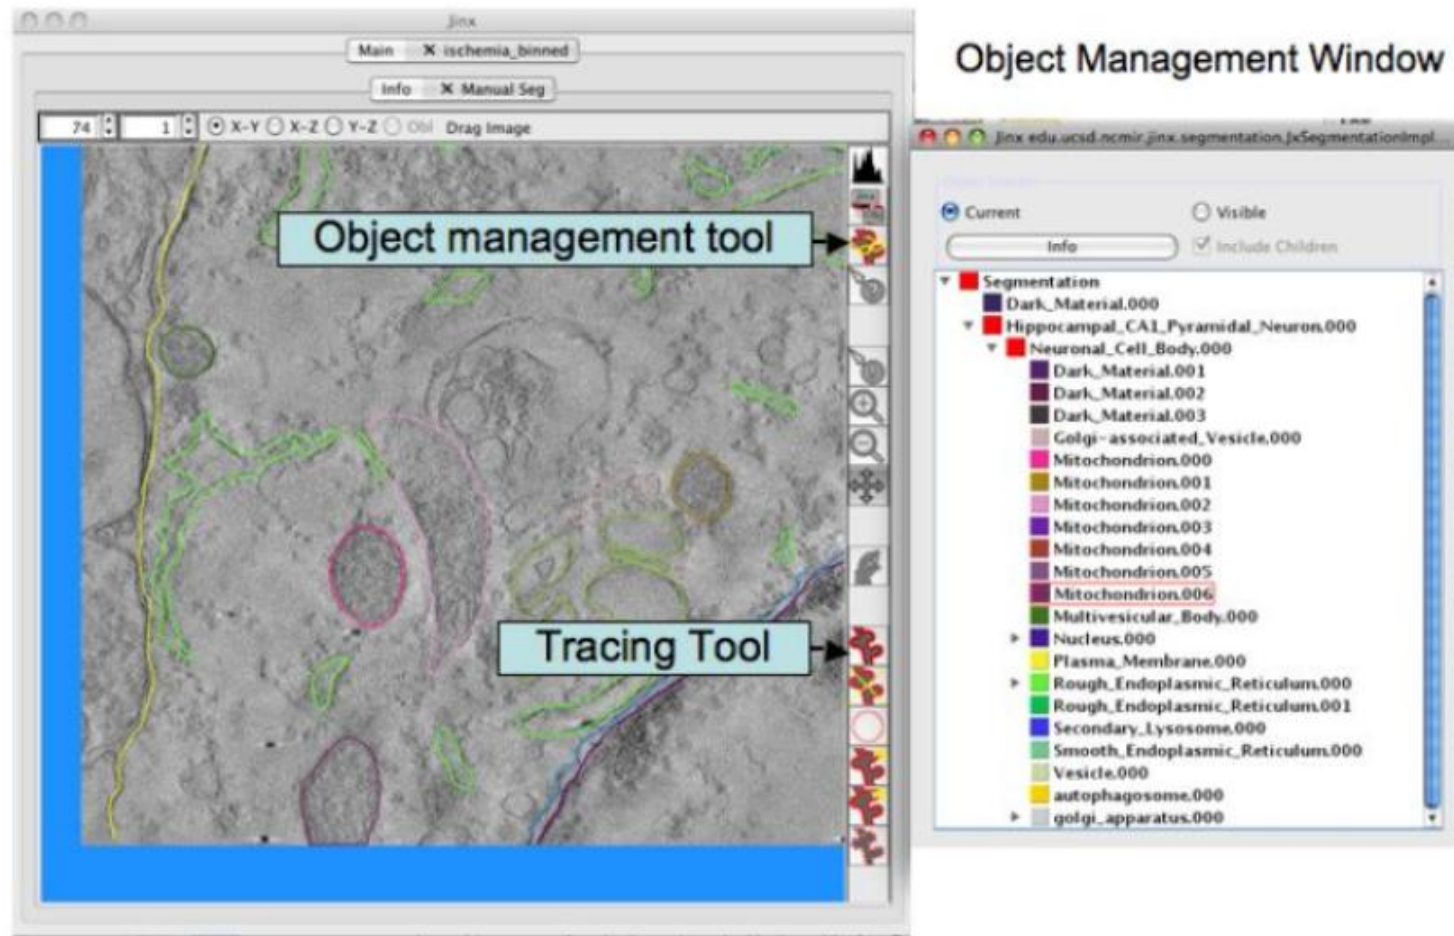 Jinx
Main ✕ ischemia_binned
Info ✕ Manual Seg
74 1 X-Y X-Z Y-Z Obl Drag Image
Object management tool
Tracing Tool
Object Management Window
Jinx edu.ucsd.ncmir.jinx.segmentation.JxSegmentationImpl...
Current Visible
Info Include Children
Segmentation
Dark_Material.000
Hippocampal_CA1_Pyramidal_Neuron.000
Neuronal_Cell_Body.000
Dark_Material.001
Dark_Material.002
Dark_Material.003
Golgi-associated_Vesicle.000
Mitochondrion.000
Mitochondrion.001
Mitochondrion.002
Mitochondrion.003
Mitochondrion.004
Mitochondrion.005
Mitochondrion.006
Multivesicular_Body.000
Nucleus.000
Plasma_Membrane.000
Rough_Endoplasmic_Reticulum.000
Rough_Endoplasmic_Reticulum.001
Secondary_Lysosome.000
Smooth_Endoplasmic_Reticulum.000
Vesicle.000
autophagosome.000
golgi_apparatus.000